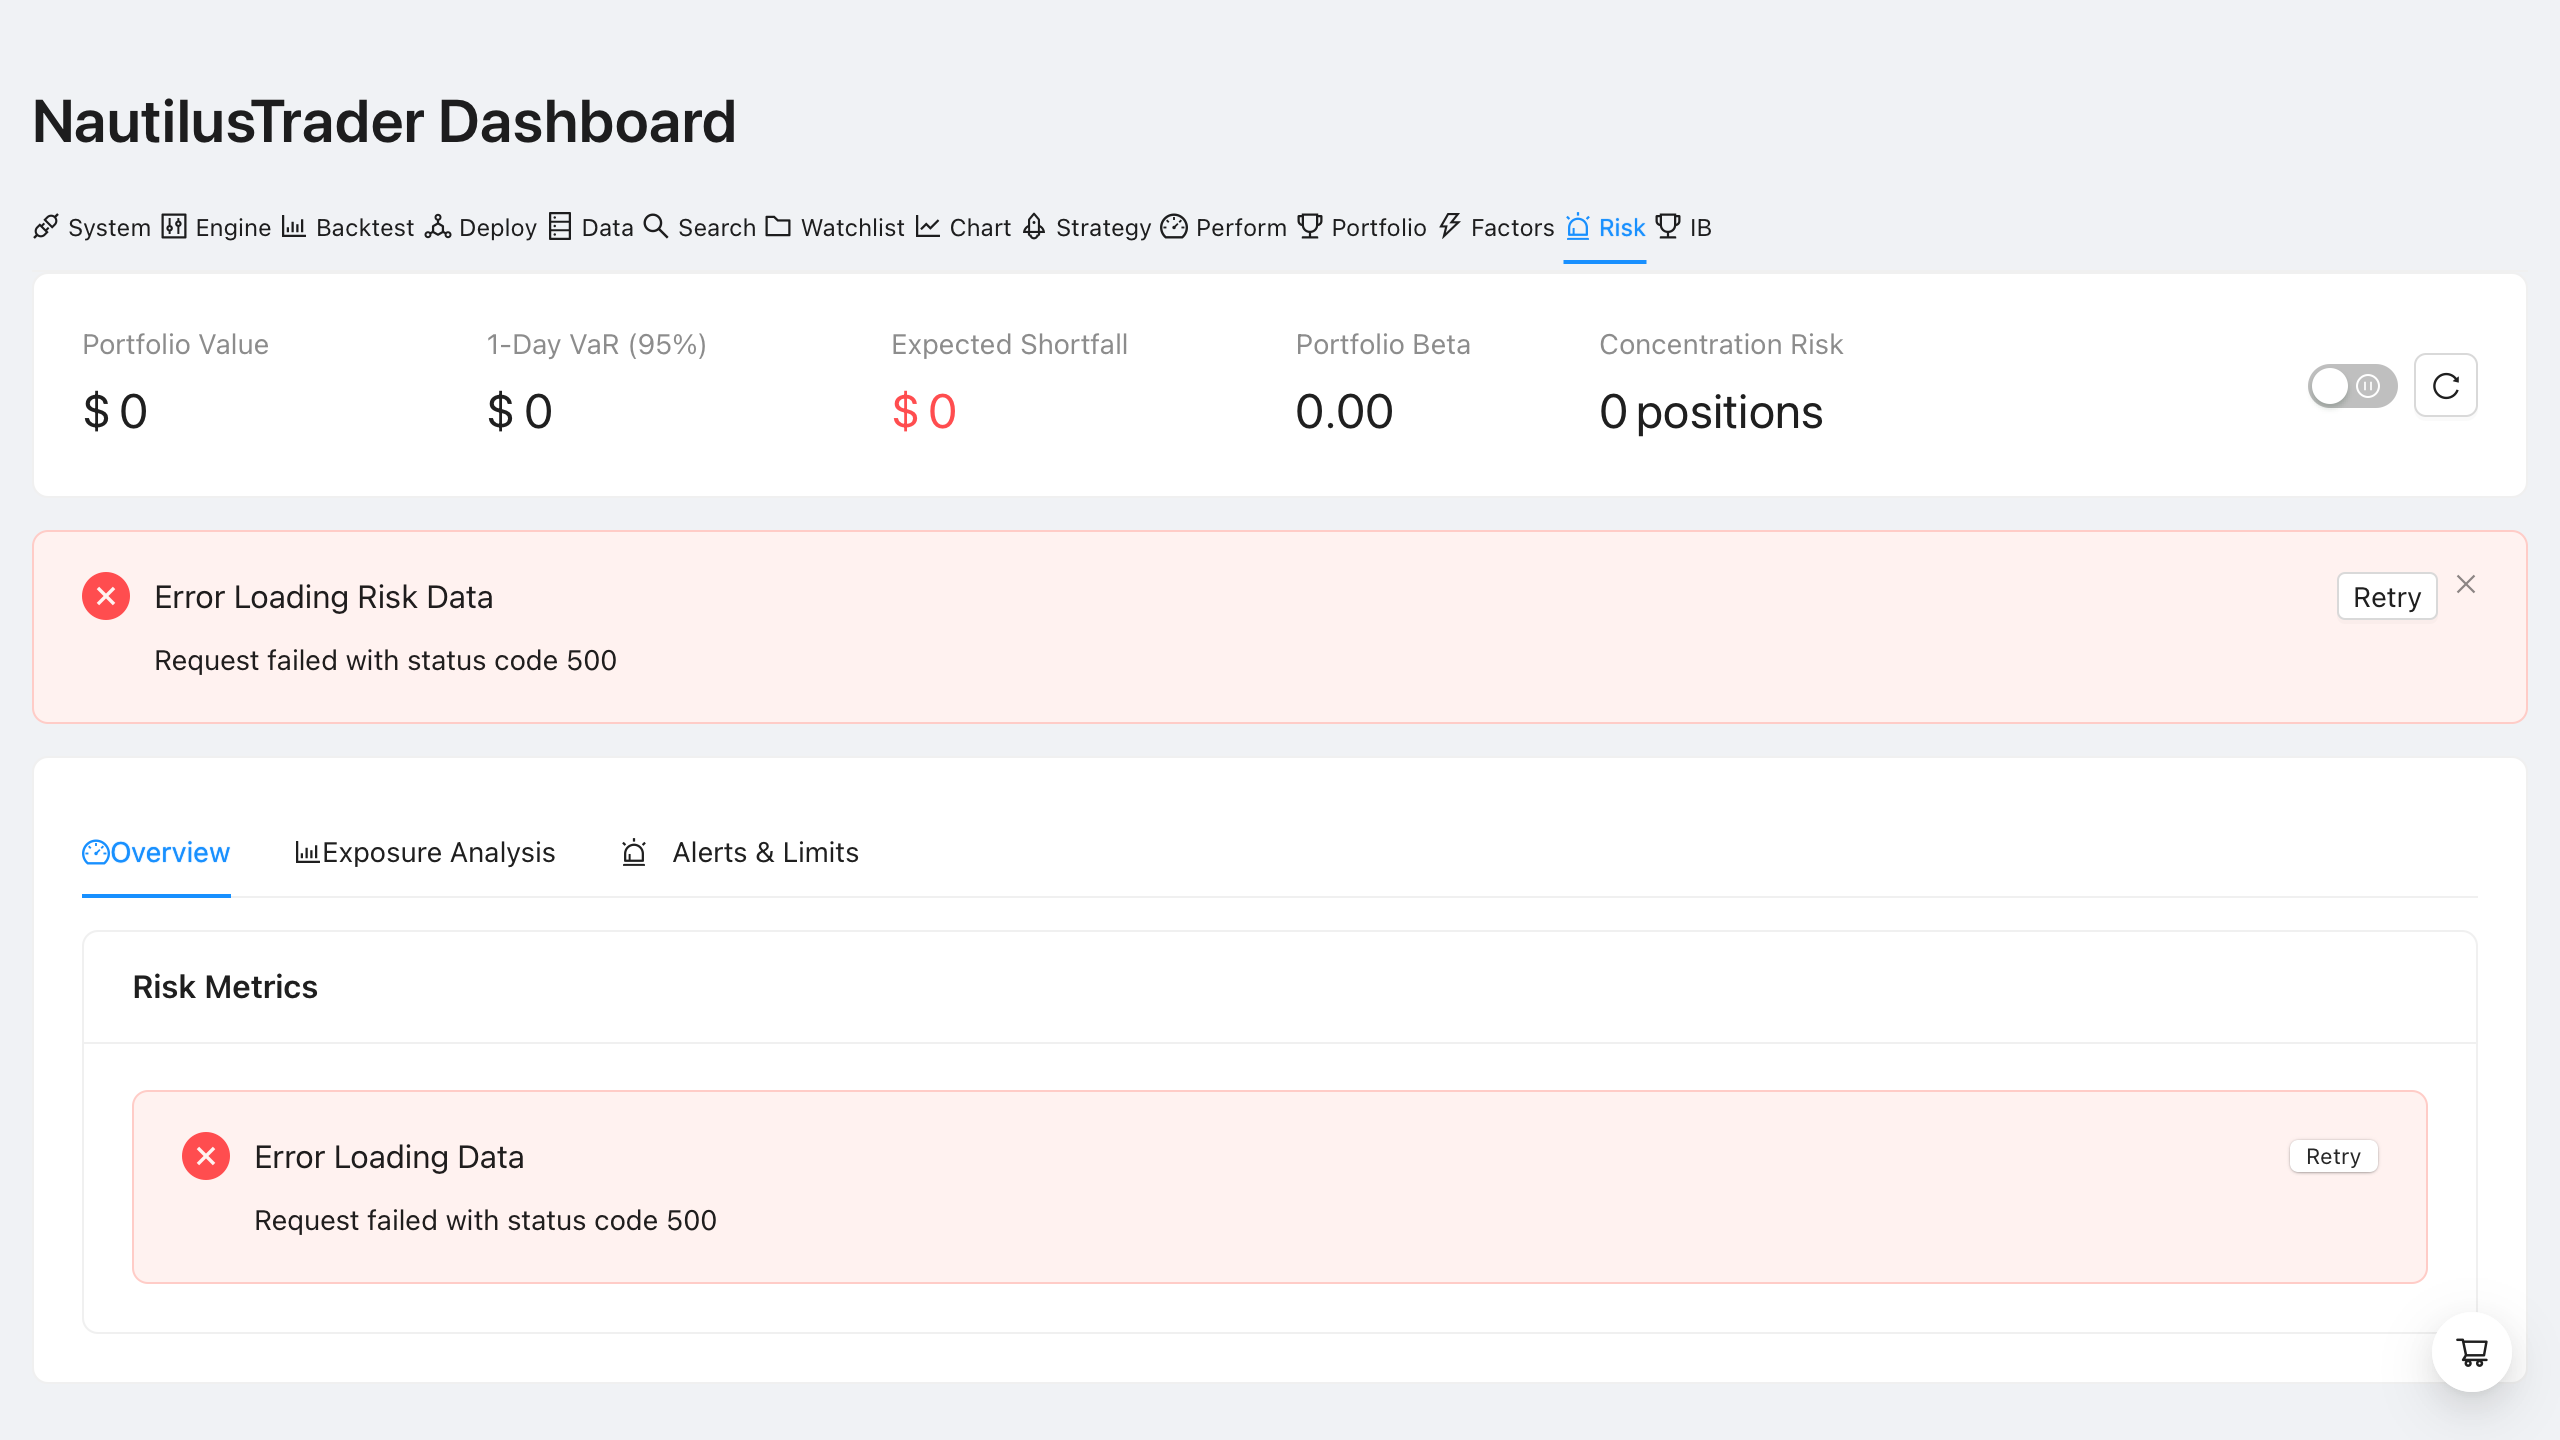 NautilusTrader Dashboard
System Engine Backtest Deploy Data Search Watchlist Chart Strategy Perform Portfolio Factors Risk IB
Portfolio Value 1-Day VaR (95%) Expected Shortfall Portfolio Beta Concentration Risk
$ 0 $ 0 $ 0 0.00 0 positions
Error Loading Risk Data Retry
Request failed with status code 500
Overview Exposure Analysis Alerts & Limits
Risk Metrics
Error Loading Data Retry
Request failed with status code 500